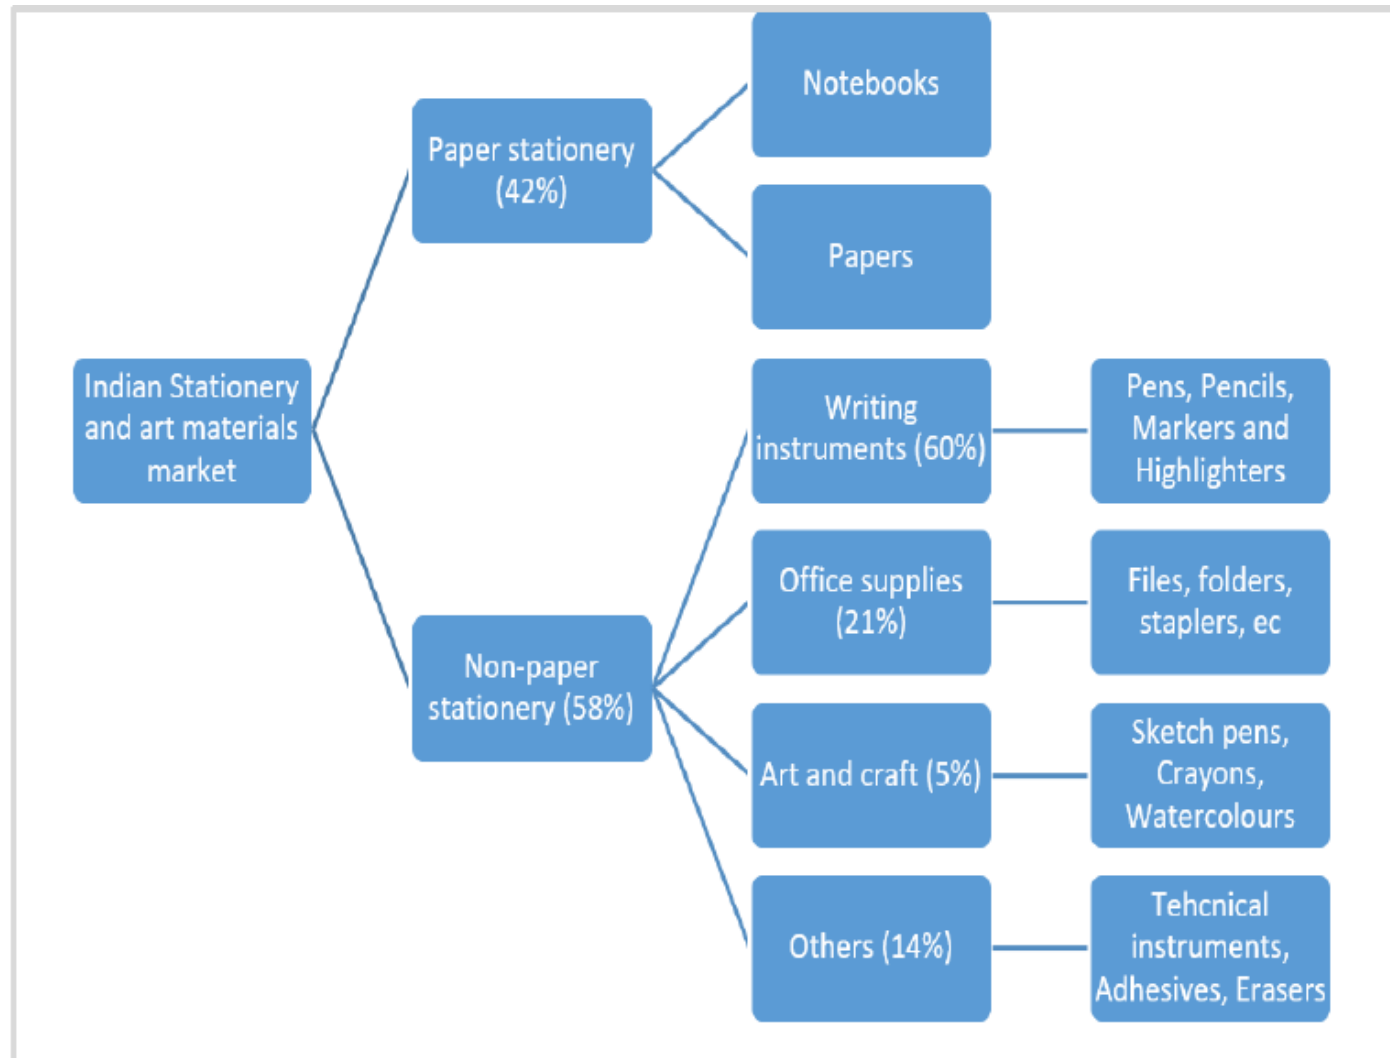 Indian Stationery
and art materials
market
Paper stationery
(42%)
Notebooks
Papers
Non-paper
stationery (58%)
Writing
instruments (60%)
Pens, Pencils,
Markers and
Highlighters
Office supplies
(21%)
Files, folders,
staplers, ec
Art and craft (5%)
Sketch pens,
Crayons,
Watercolours
Others (14%)
Tehcnical
instruments,
Adhesives, Erasers